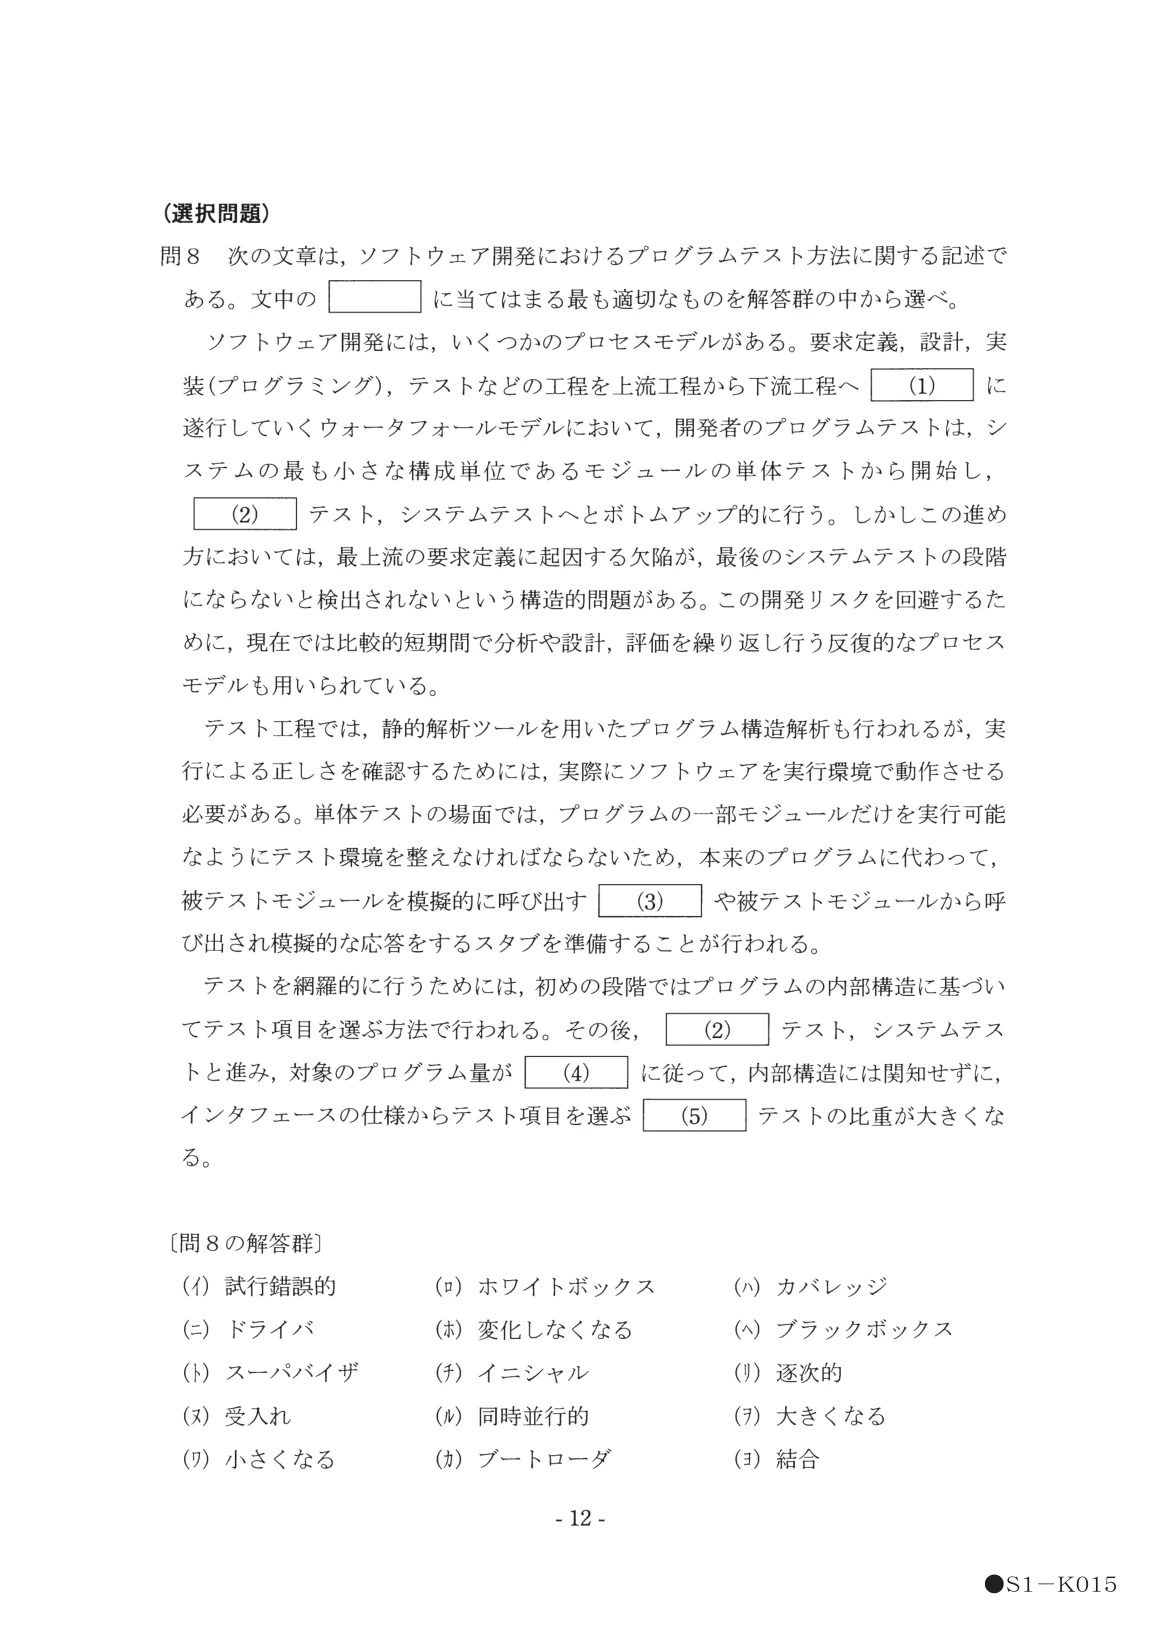 (選択問題)
問８　次の文章は，ソフトウェア開発におけるプログラムテスト方法に関する記述で
ある。文中の　　　　に当てはまる最も適切なものを解答群の中から選べ。
ソフトウェア開発には，いくつかのプロセスモデルがある。要求定義，設計，実
装(プログラミング)，テストなどの工程を上流工程から下流工程へ (1) に
遂行していくウォータフォールモデルにおいて，開発者のプログラムテストは，シ
ステムの最も小さな構成単位であるモジュールの単体テストから開始し，
(2) テスト，システムテストへとボトムアップ的に行う。しかしこの進め
方においては，最上流の要求定義に起因する欠陥が，最後のシステムテストの段階
にならないと検出されないという構造的問題がある。この開発リスクを回避するた
めに，現在では比較的短期間で分析や設計，評価を繰り返し行う反復的なプロセス
モデルも用いられている。
テスト工程では，静的解析ツールを用いたプログラム構造解析も行われるが，実
行による正しさを確認するためには，実際にソフトウェアを実行環境で動作させる
必要がある。単体テストの場面では，プログラムの一部モジュールだけを実行可能
なようにテスト環境を整えなければならないため，本来のプログラムに代わって，
被テストモジュールを模擬的に呼び出す (3) や被テストモジュールから呼
び出され模擬的な応答をするスタブを準備することが行われる。
テストを網羅的に行うためには，初めの段階ではプログラムの内部構造に基づい
てテスト項目を選ぶ方法で行われる。その後， (2) テスト，システムテス
トと進み，対象のプログラム量が (4) に従って，内部構造には関知せずに，
インタフェースの仕様からテスト項目を選ぶ (5) テストの比重が大きくな
る。
〔問８の解答群〕
(ｲ) 試行錯誤的　(ﾛ) ホワイトボックス　(ﾊ) カバレッジ
(ﾆ) ドライバ　(ﾎ) 変化しなくなる　(ﾍ) ブラックボックス
(ﾄ) スーパバイザ　(ﾁ) イニシャル　(ﾘ) 逐次的
(ﾇ) 受入れ　(ﾙ) 同時並行的　(ｦ) 大きくなる
(ﾜ) 小さくなる　(ｶ) ブートローダ　(ﾖ) 結合
- 12 -
●S1－K015